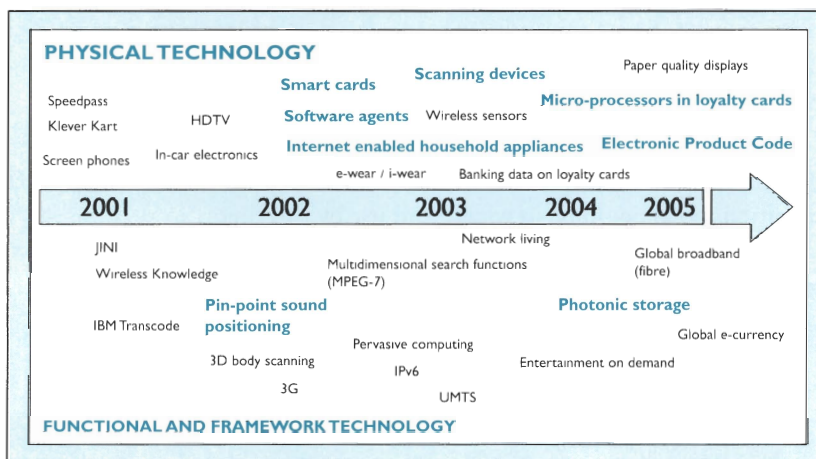 PHYSICAL TECHNOLOGY
Paper quality displays
Scanning devices
Smart cards
Speedpass
Micro-processors in loyalty cards
Klever Kart
HDTV
Software agents
Wireless sensors
Screen phones
In-car electronics
Internet enabled household appliances
Electronic Product Code
e-wear / i-wear
Banking data on loyalty cards
2001
2002
2003
2004
2005
JINI
Network living
Wireless Knowledge
Multidimensional search functions
(MPEG-7)
Global broadband
(fibre)
Pin-point sound
positioning
Photonic storage
IBM Transcode
Global e-currency
Pervasive computing
3D body scanning
Entertainment on demand
IPv6
3G
UMTS
FUNCTIONAL AND FRAMEWORK TECHNOLOGY